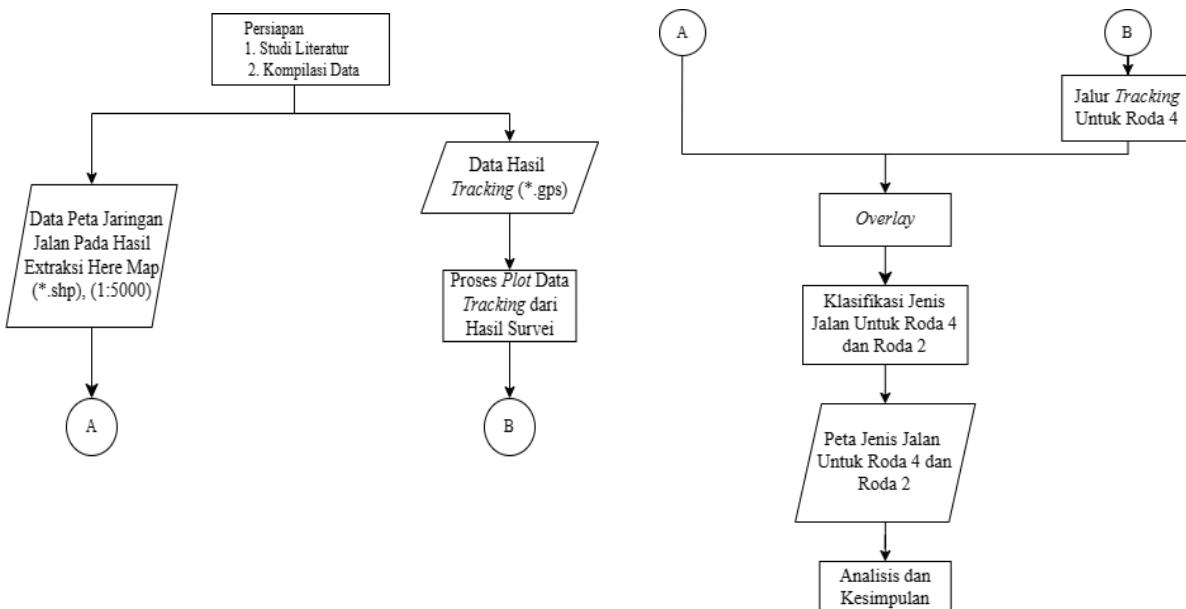 Persiapan
1. Studi Literatur
2. Kompilasi Data
Data Peta Jaringan
Jalan Pada Hasil
Extraksi Here Map
(*.shp), (1:5000)
A
Data Hasil
Tracking (*.gps)
Proses Plot Data
Tracking dari
Hasil Survei
B
A
B
Jalur Tracking
Untuk Roda 4
Overlay
Klasifikasi Jenis
Jalan Untuk Roda 4
dan Roda 2
Peta Jenis Jalan
Untuk Roda 4 dan
Roda 2
Analisis dan
Kesimpulan